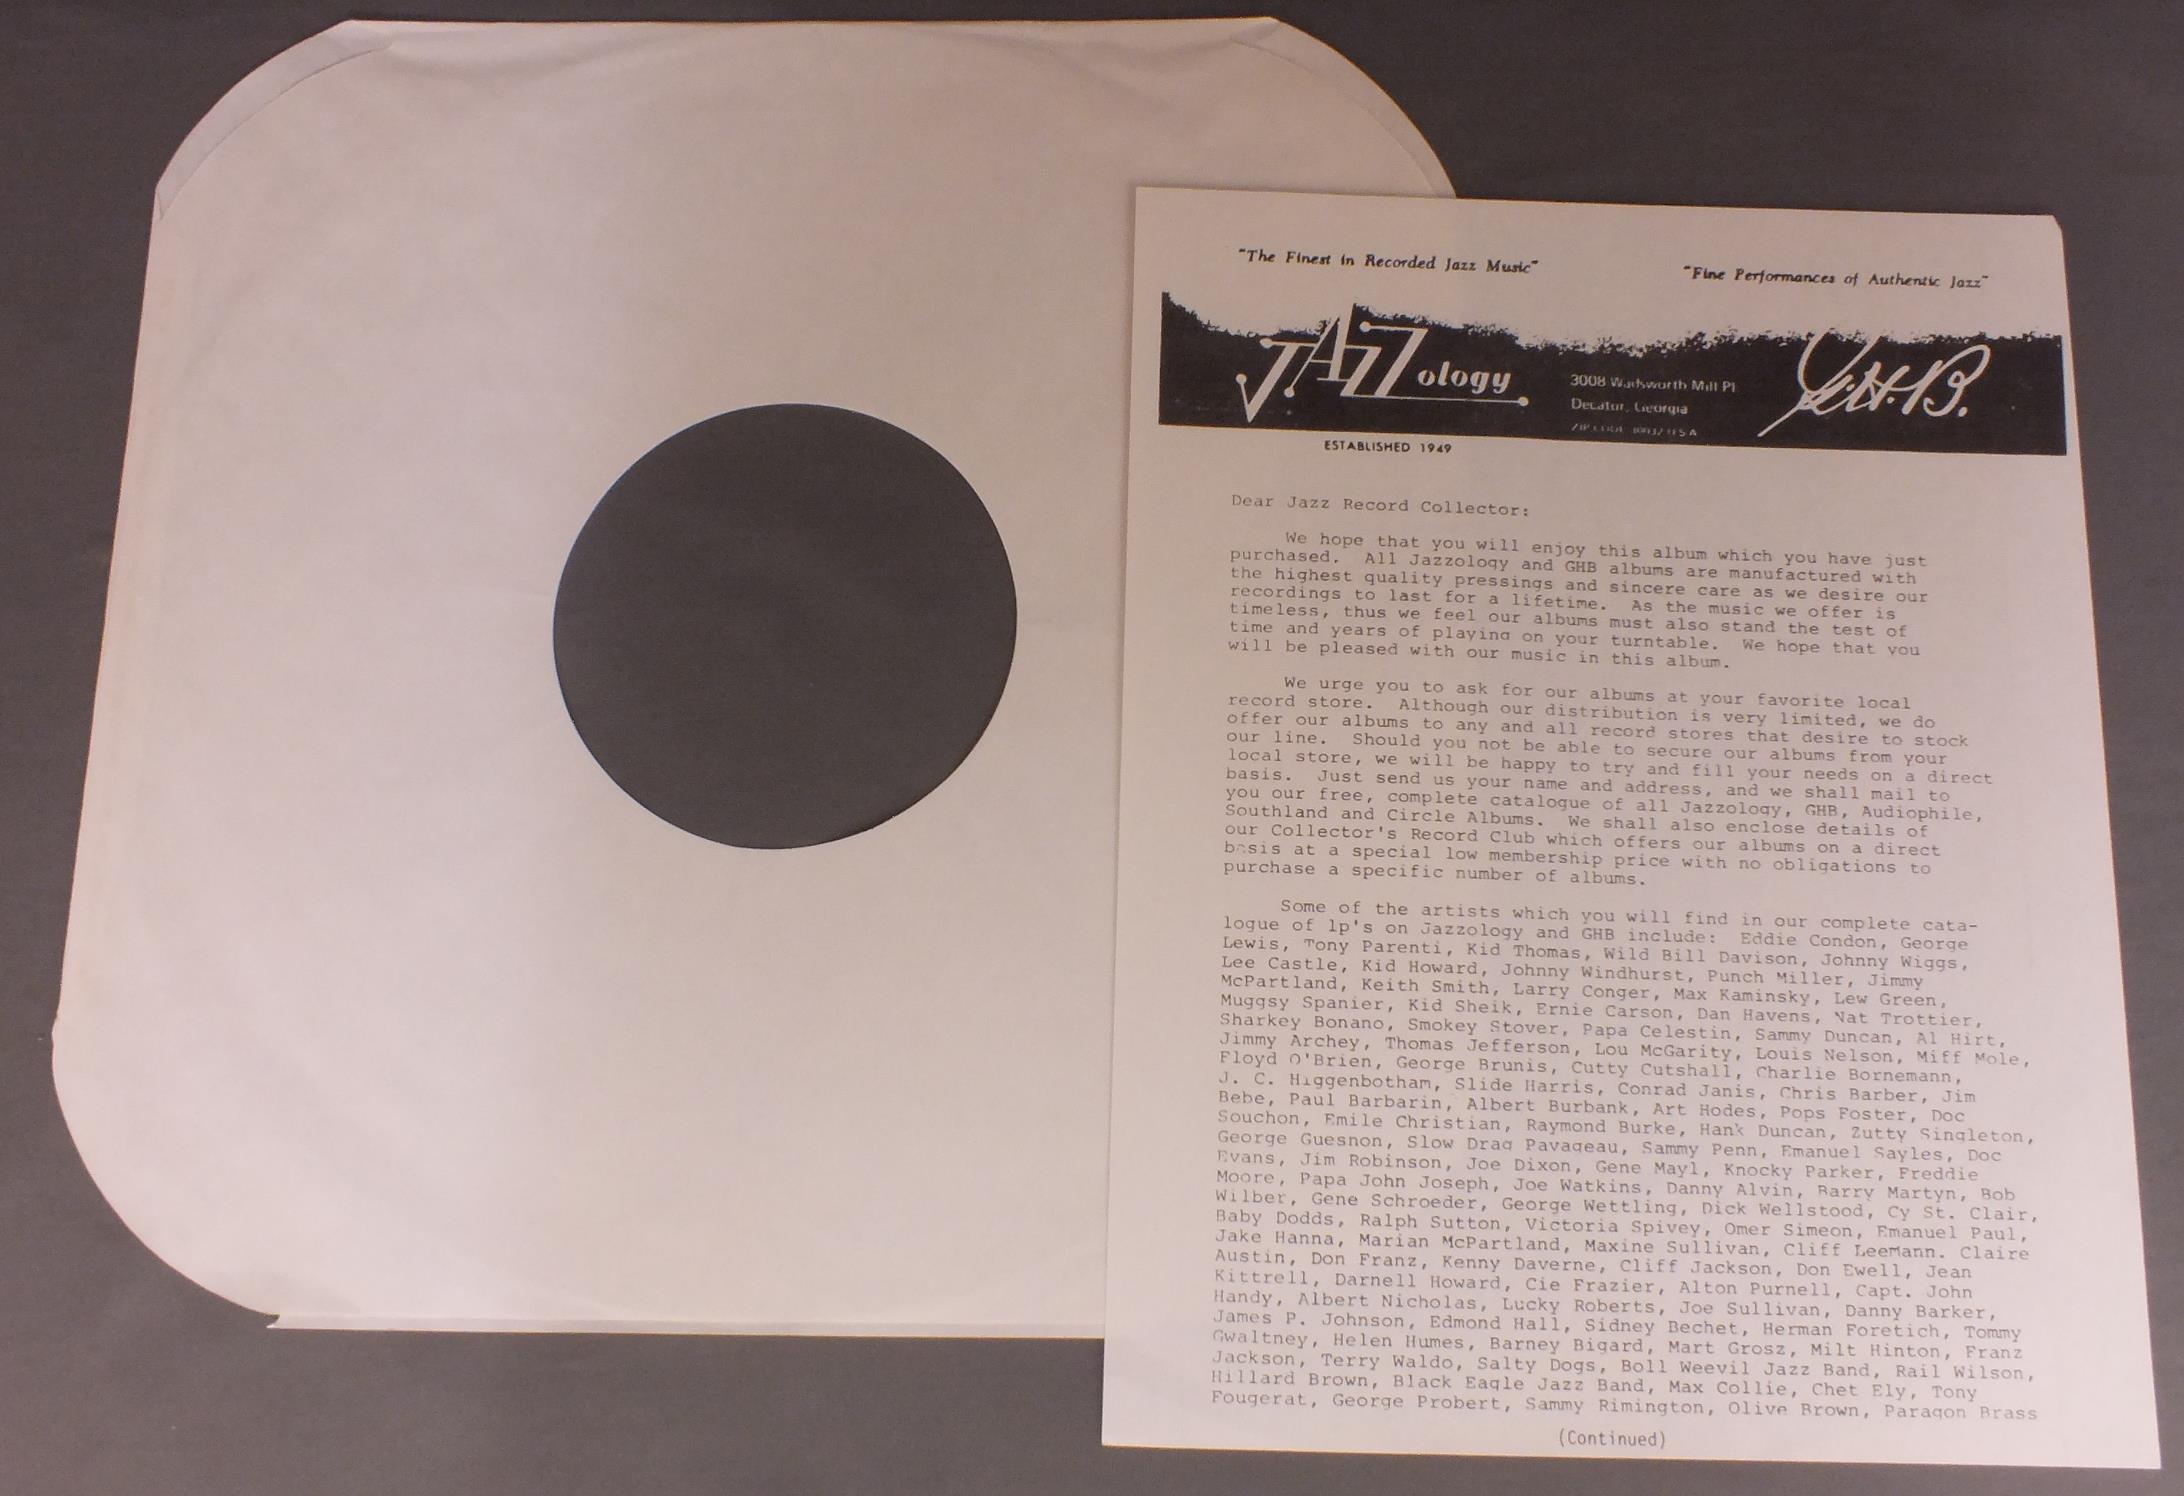 "The Finest in Recorded Jazz Music"
"Fine Performances of Authentic Jazz"
JAZZology
3008 Wadsworth Mill Pl
Decatur, Georgia
ZIP CODE USA
G.H.B.
ESTABLISHED 1949
Dear Jazz Record Collector:
We hope that you will enjoy this album which you have just
purchased. All Jazzology and GHB albums are manufactured with
the highest quality pressings and sincere care as we desire our
recordings to last for a lifetime. As the music we offer is
timeless, thus we feel our albums must also stand the test of
time and years of playing on your turntable. We hope that you
will be pleased with our music in this album.
We urge you to ask for our albums at your favorite local
record store. Although our distribution is very limited, we do
offer our albums to any and all record stores that desire to stock
our line. Should you not be able to secure our albums from your
local store, we will be happy to try and fill your needs on a direct
basis. Just send us your name and address, and we shall mail to
you our free, complete catalogue of all Jazzology, GHB, Audiophile,
Southland and Circle Albums. We shall also enclose details of
our Collector's Record Club which offers our albums on a direct
basis at a special low membership price with no obligations to
purchase a specific number of albums.
Some of the artists which you will find in our complete cata-
logue of lp's on Jazzology and GHB include: Eddie Condon, George
Lewis, Tony Parenti, Kid Thomas, Wild Bill Davison, Johnny Wiggs,
Lee Castle, Kid Howard, Johnny Windhurst, Punch Miller, Jimmy
McPartland, Keith Smith, Larry Conger, Max Kaminsky, Lew Green,
Muggsy Spanier, Kid Sheik, Ernie Carson, Dan Havens, Nat Trottier,
Sharkey Bonano, Smokey Stover, Papa Celestin, Sammy Duncan, Al Hirt,
Jimmy Archey, Thomas Jefferson, Lou McGarity, Louis Nelson, Miff Mole,
Floyd O'Brien, George Brunis, Cutty Cutshall, Charlie Bornemann,
J. C. Higgenbotham, Slide Harris, Conrad Janis, Chris Barber, Jim
Bebe, Paul Barbarin, Albert Burbank, Art Hodes, Pops Foster, Doc
Souchon, Emile Christian, Raymond Burke, Hank Duncan, Zutty Singleton,
George Guesnon, Slow Drag Pavageau, Sammy Penn, Emanuel Sayles, Doc
Evans, Jim Robinson, Joe Dixon, Gene Mayl, Knocky Parker, Freddie
Moore, Papa John Joseph, Joe Watkins, Danny Alvin, Barry Martyn, Bob
Wilber, Gene Schroeder, George Wettling, Dick Wellstood, Cy St. Clair,
Baby Dodds, Ralph Sutton, Victoria Spivey, Omer Simeon, Emanuel Paul,
Jake Hanna, Marian McPartland, Maxine Sullivan, Cliff LeeMann. Claire
Austin, Don Franz, Kenny Daverne, Cliff Jackson, Don Ewell, Jean
Kittrell, Darnell Howard, Cie Frazier, Alton Purnell, Capt. John
Handy, Albert Nicholas, Lucky Roberts, Joe Sullivan, Danny Barker,
James P. Johnson, Edmond Hall, Sidney Bechet, Herman Foretich, Tommy
Gwaltney, Helen Humes, Barney Bigard, Mart Grosz, Milt Hinton, Franz
Jackson, Terry Waldo, Salty Dogs, Boll Weevil Jazz Band, Rail Wilson,
Hillard Brown, Black Eagle Jazz Band, Max Collie, Chet Ely, Tony
Fougerat, George Probert, Sammy Rimington, Olive Brown, Paragon Brass
(Continued)